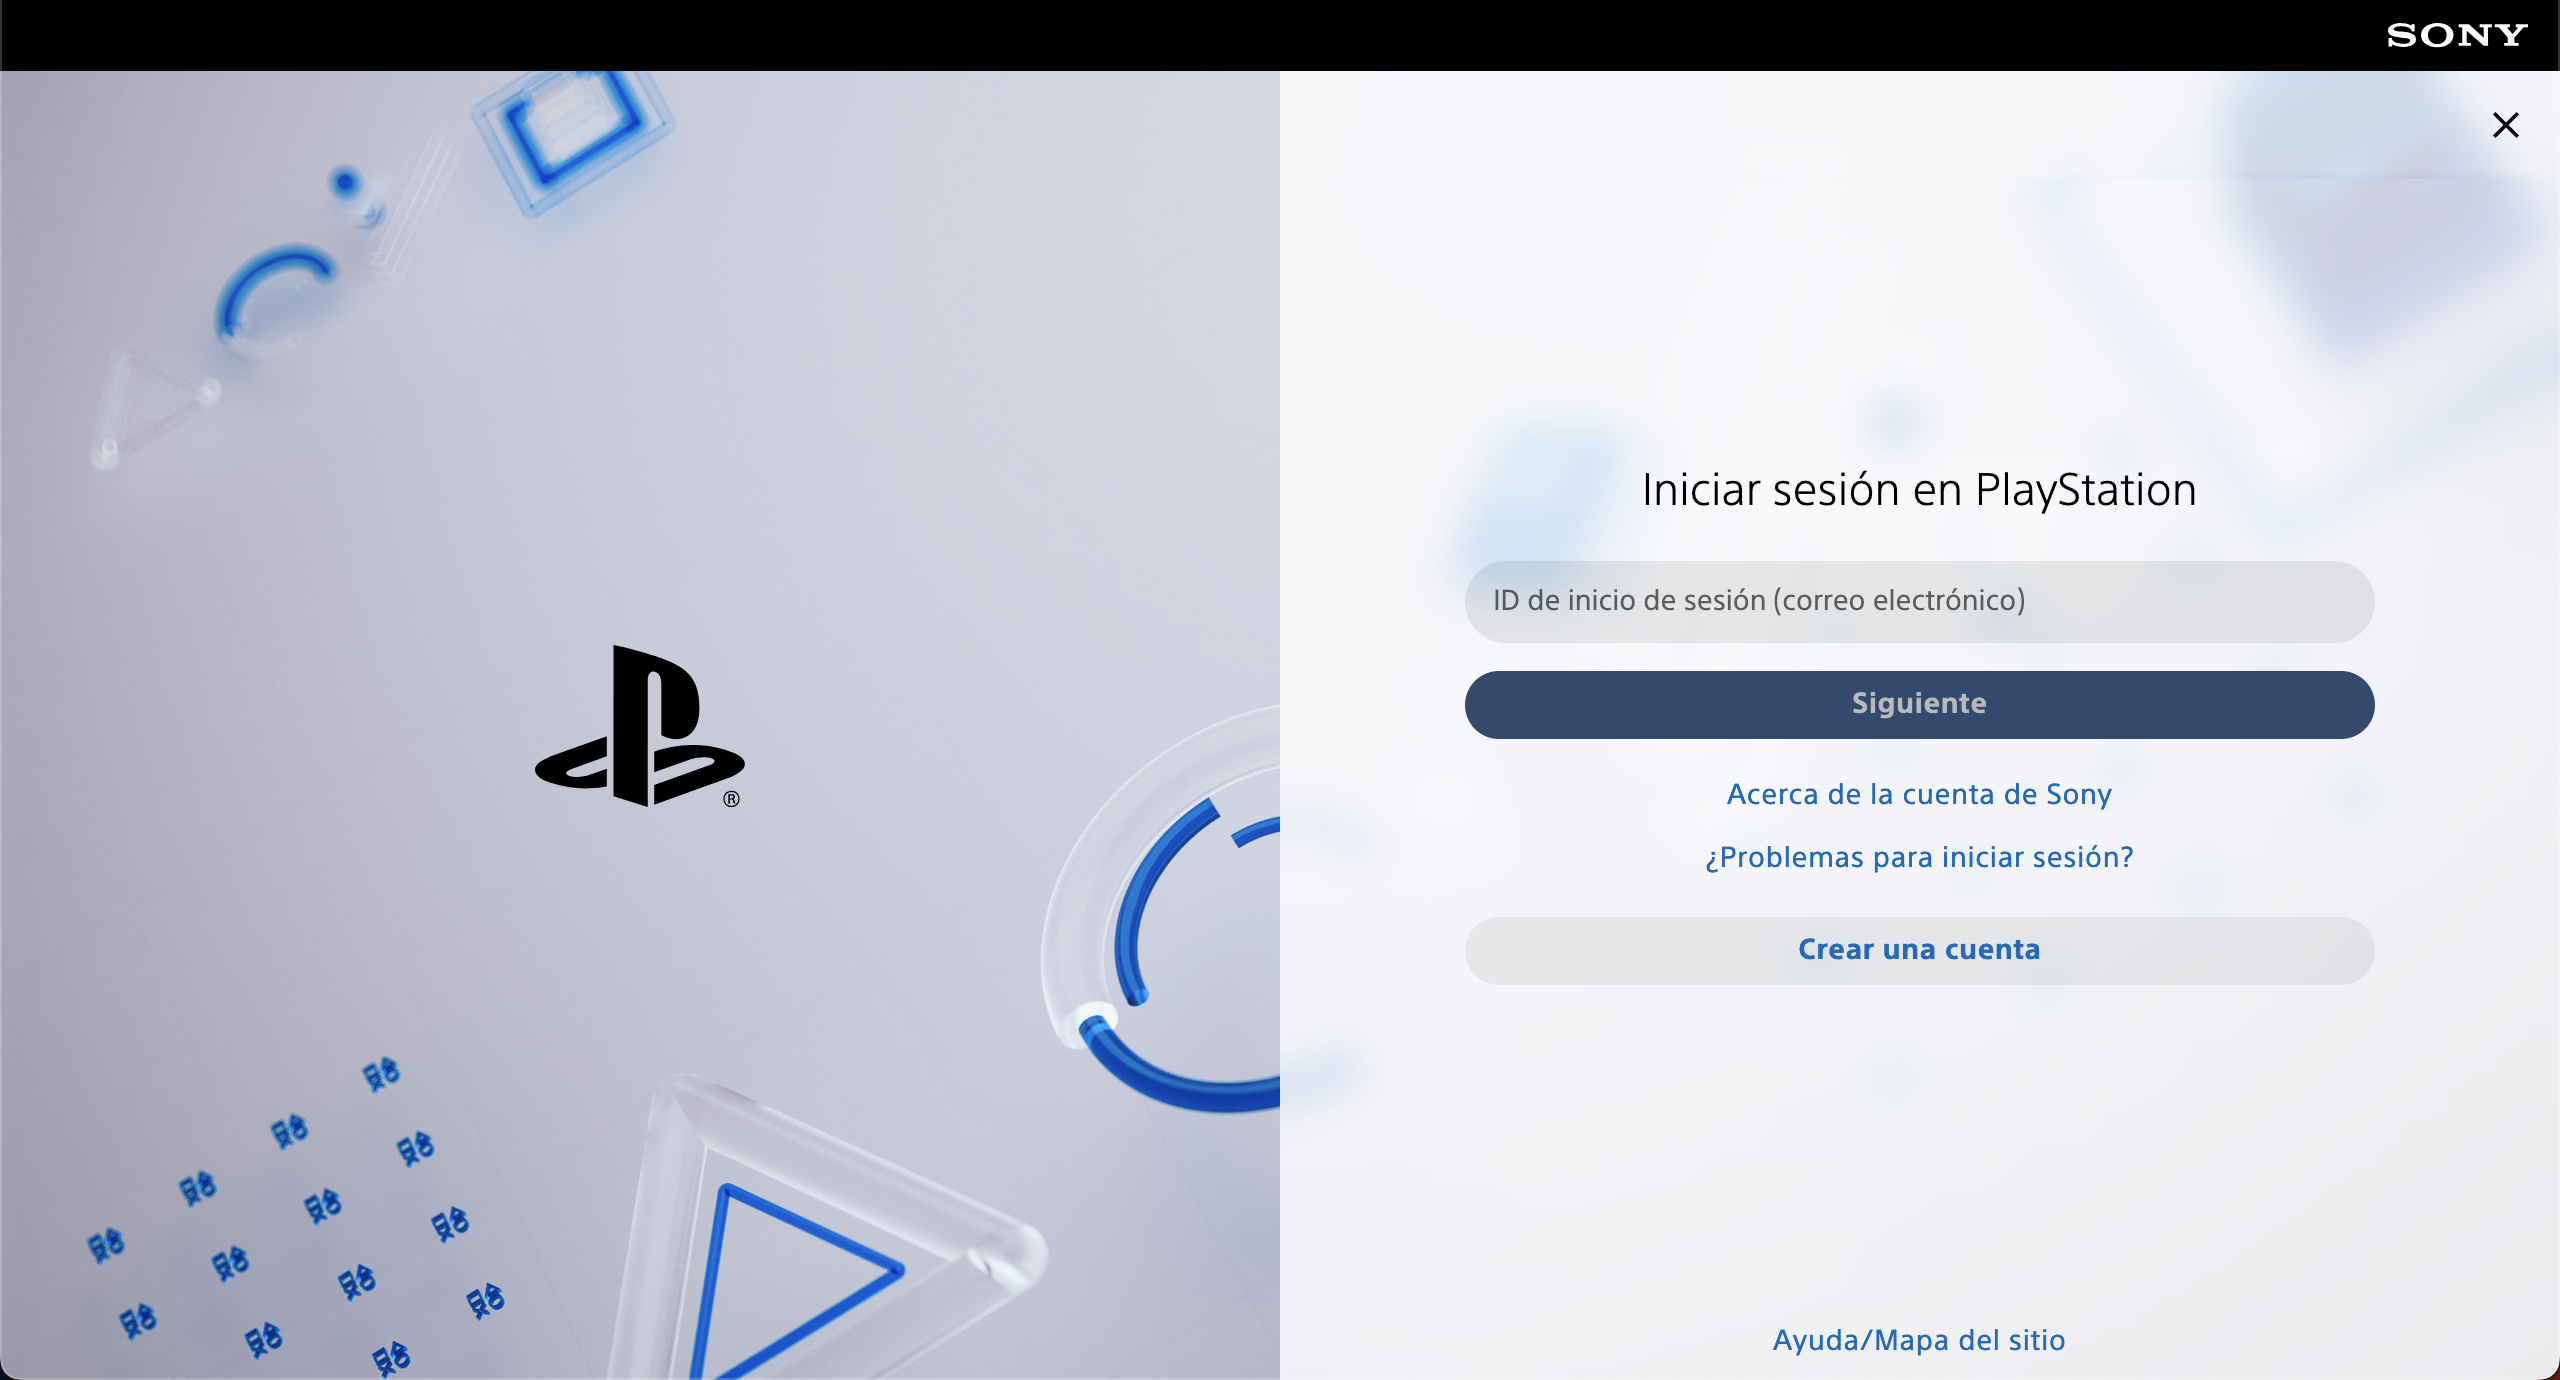 SONY
Iniciar sesión en PlayStation
ID de inicio de sesión (correo electrónico)
Siguiente
Acerca de la cuenta de Sony
¿Problemas para iniciar sesión?
Crear una cuenta
Ayuda/Mapa del sitio
®